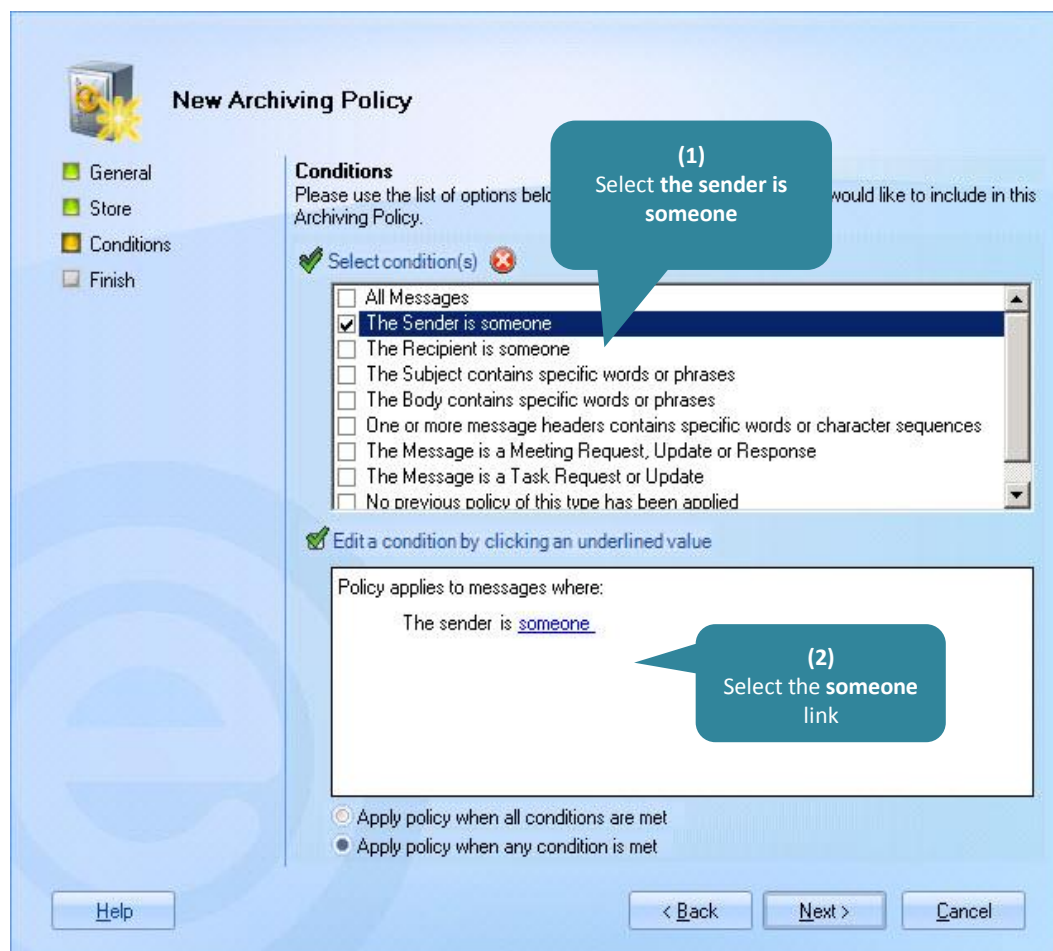 New Archiving Policy
General
Store
Conditions
Finish
Conditions
Please use the list of options would like to include in this
Archiving Policy.
(1)
Select the sender is
someone
Select condition(s)
All Messages
The Sender is someone
The Recipient is someone
The Subject contains specific words or phrases
The Body contains specific words or phrases
One or more message headers contains specific words or character sequences
The Message is a Meeting Request, Update or Response
The Message is a Task Request or Update
No previous policy of this type has been applied
Edit a condition by clicking an underlined value
Policy applies to messages where:
The sender is someone
(2)
Select the someone
link
Apply policy when all conditions are met
Apply policy when any condition is met
Help
< Back
Next >
Cancel